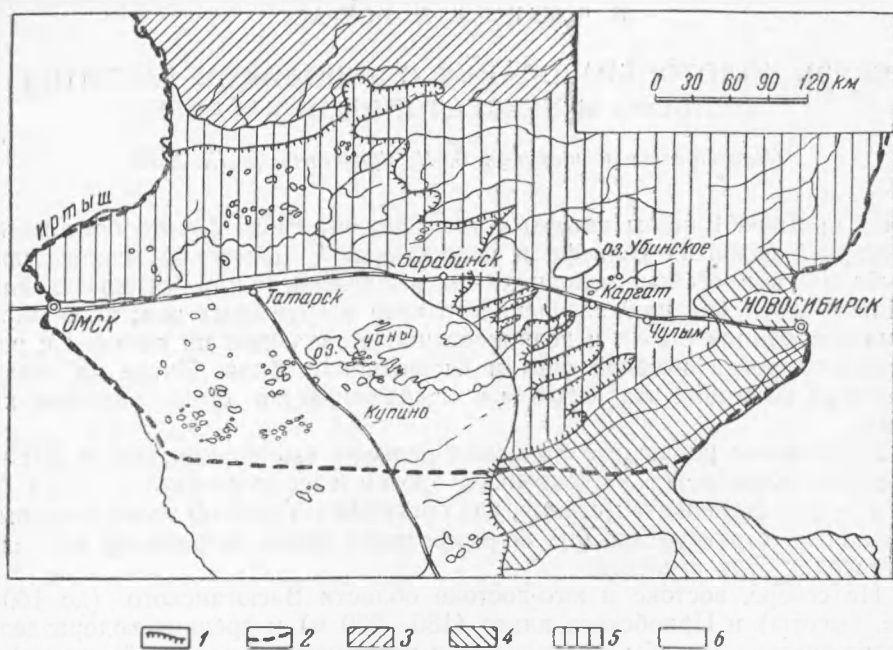 0 30 60 90 120 км
Иртыш
Барабинск
оз. Убинское
Каргат
Татарск
ОМСК
НОВОСИБИРСК
Чулым
оз. Чаны
Купино
1 2 3 4 5 6